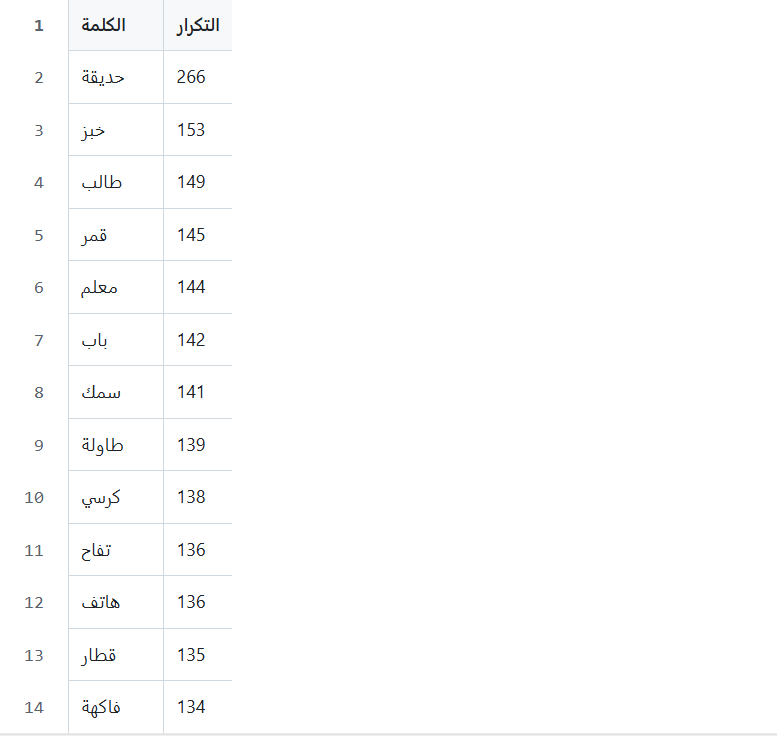 1 الكلمة التكرار
2 حديقة 266
3 خبز 153
4 طالب 149
5 قمر 145
6 معلم 144
7 باب 142
8 سمك 141
9 طاولة 139
10 كرسي 138
11 تفاح 136
12 هاتف 136
13 قطار 135
14 فاكهة 134